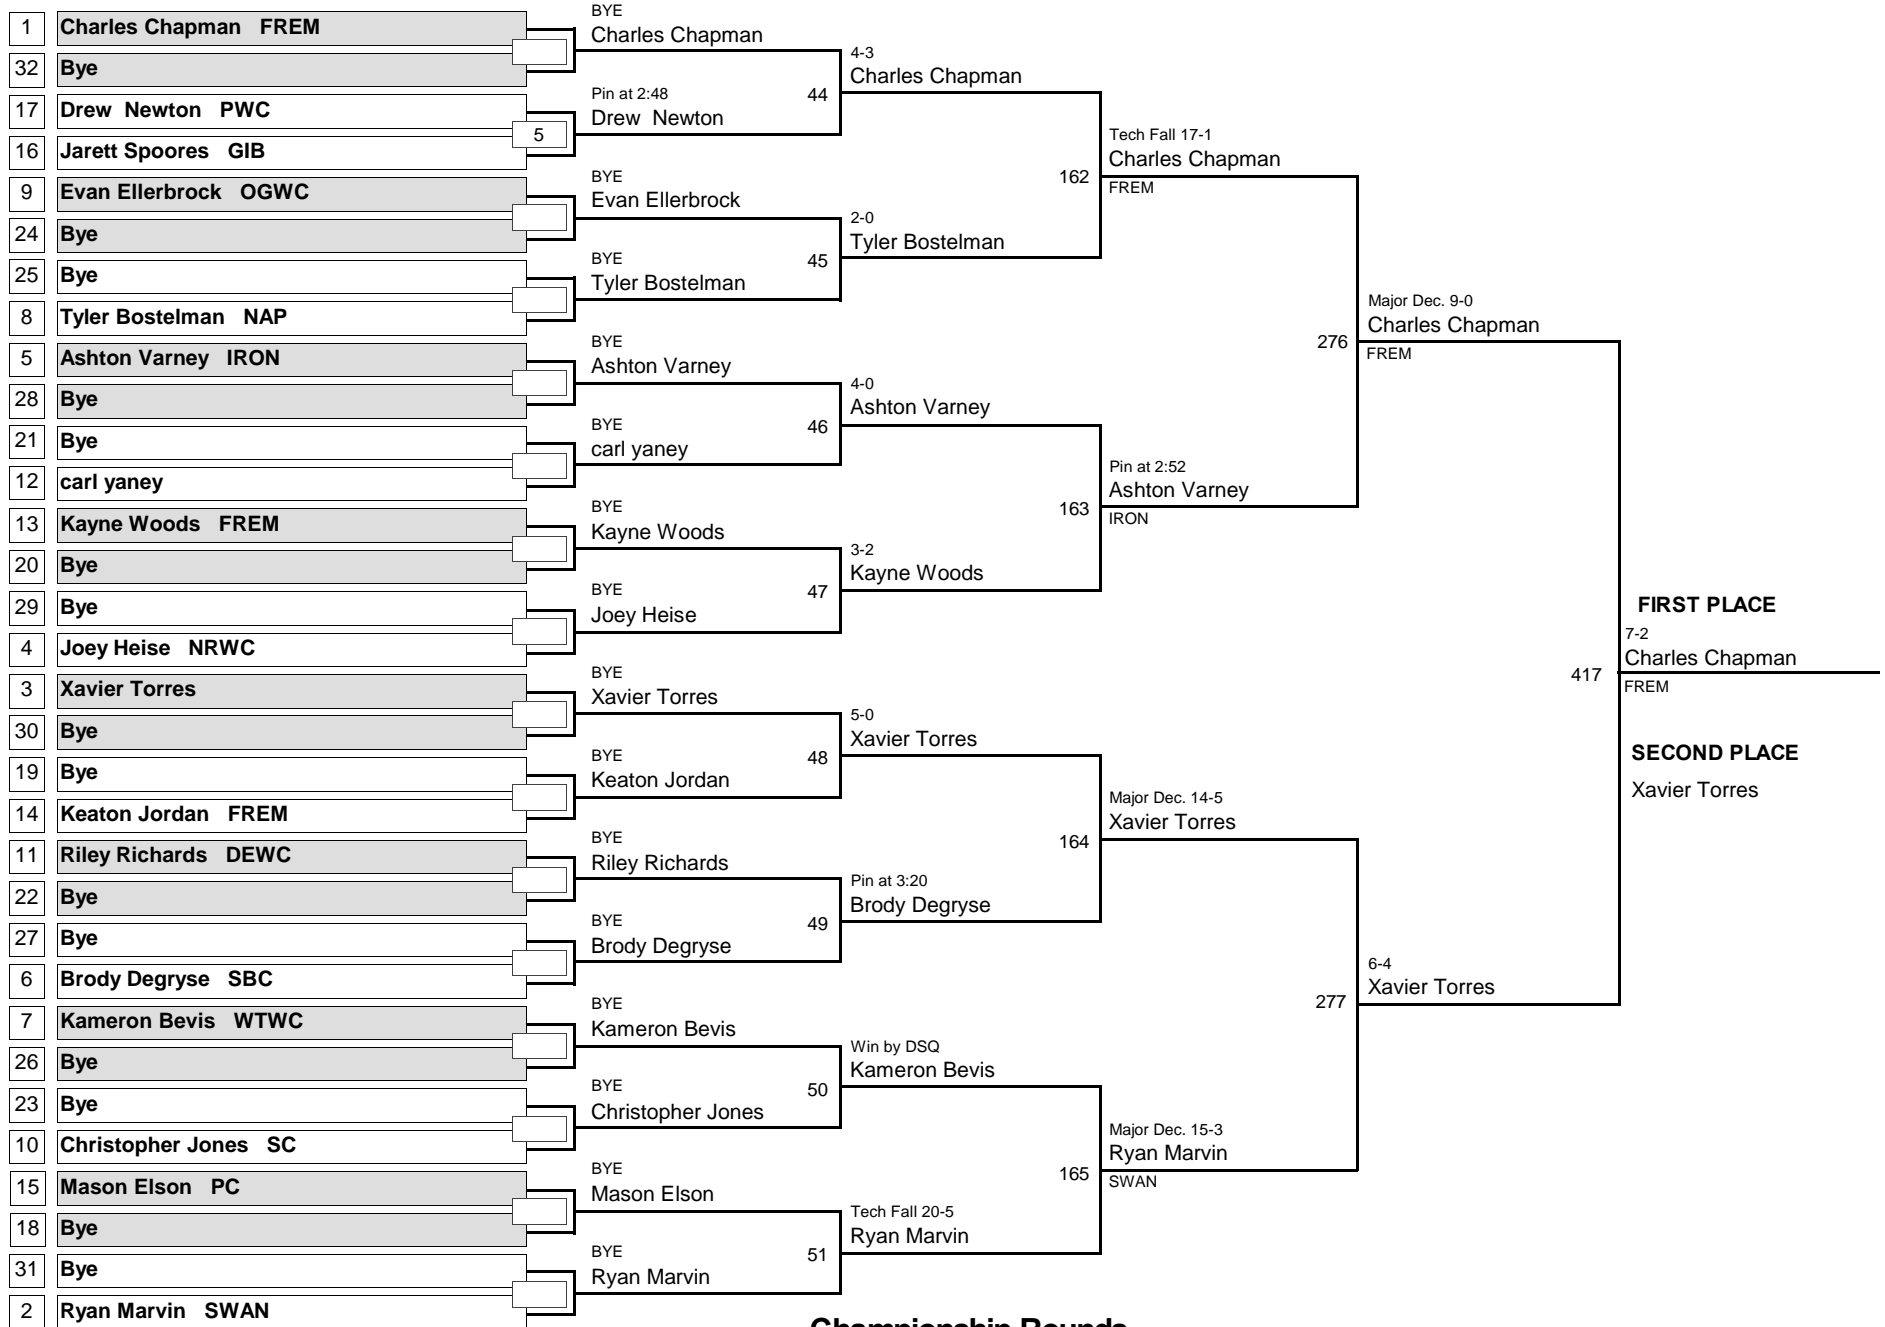 1 Charles Chapman FREM
32 Bye
17 Drew Newton PWC
16 Jarett Spoores GIB
9 Evan Ellerbrock OGWC
24 Bye
25 Bye
8 Tyler Bostelman NAP
5 Ashton Varney IRON
28 Bye
21 Bye
12 carl yaney
13 Kayne Woods FREM
20 Bye
29 Bye
4 Joey Heise NRWC
3 Xavier Torres
30 Bye
19 Bye
14 Keaton Jordan FREM
11 Riley Richards DEWC
22 Bye
27 Bye
6 Brody Degryse SBC
7 Kameron Bevis WTWC
26 Bye
23 Bye
10 Christopher Jones SC
15 Mason Elson PC
18 Bye
31 Bye
2 Ryan Marvin SWAN
5
BYE
Charles Chapman
Pin at 2:48
Drew Newton
BYE
Evan Ellerbrock
BYE
Tyler Bostelman
BYE
Ashton Varney
BYE
carl yaney
BYE
Kayne Woods
BYE
Joey Heise
BYE
Xavier Torres
BYE
Keaton Jordan
BYE
Riley Richards
BYE
Brody Degryse
BYE
Kameron Bevis
BYE
Christopher Jones
BYE
Mason Elson
BYE
Ryan Marvin
44
45
46
47
48
49
50
51
4-3
Charles Chapman
2-0
Tyler Bostelman
4-0
Ashton Varney
3-2
Kayne Woods
5-0
Xavier Torres
Pin at 3:20
Brody Degryse
Win by DSQ
Kameron Bevis
Tech Fall 20-5
Ryan Marvin
162
163
164
165
Tech Fall 17-1
Charles Chapman
FREM
Pin at 2:52
Ashton Varney
IRON
Major Dec. 14-5
Xavier Torres
Major Dec. 15-3
Ryan Marvin
SWAN
276
277
Major Dec. 9-0
Charles Chapman
FREM
6-4
Xavier Torres
417
FIRST PLACE
7-2
Charles Chapman
FREM
SECOND PLACE
Xavier Torres
Championship Rounds